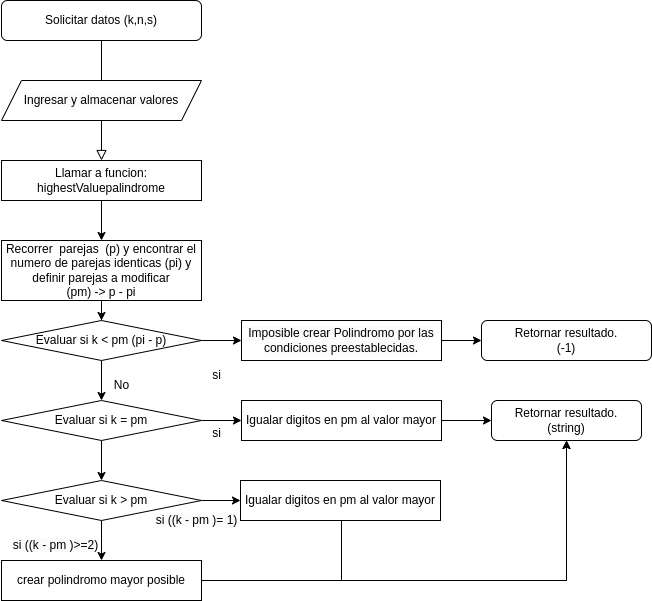 Solicitar datos (k,n,s)
Ingresar y almacenar valores
Llamar a funcion:
highestValuepalindrome
Recorrer parejas (p) y encontrar el
numero de parejas identicas (pi) y
definir parejas a modificar
(pm) -> p - pi
Evaluar si k < pm (pi - p)
Imposible crear Polindromo por las
condiciones preestablecidas.
Retornar resultado.
(-1)
si
No
Evaluar si k = pm
Igualar digitos en pm al valor mayor
Retornar resultado.
(string)
si
Evaluar si k > pm
Igualar digitos en pm al valor mayor
si ((k - pm )= 1)
si ((k - pm )>=2)
crear polindromo mayor posible